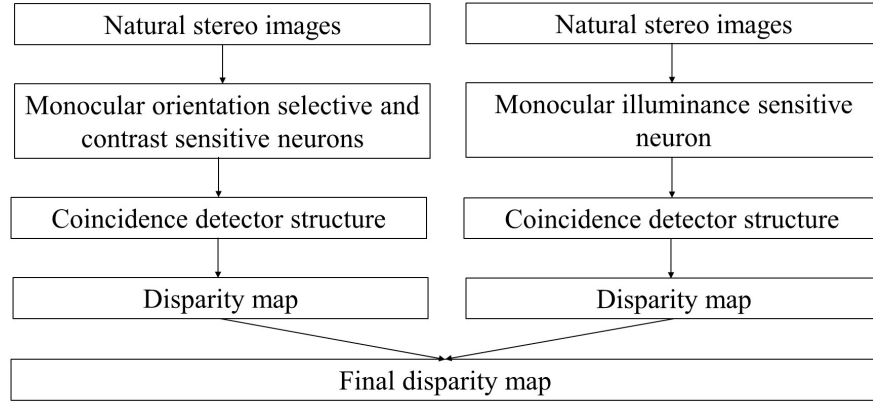 Natural stereo images
Natural stereo images
Monocular orientation selective and
contrast sensitive neurons
Monocular illuminance sensitive
neuron
Coincidence detector structure
Coincidence detector structure
Disparity map
Disparity map
Final disparity map